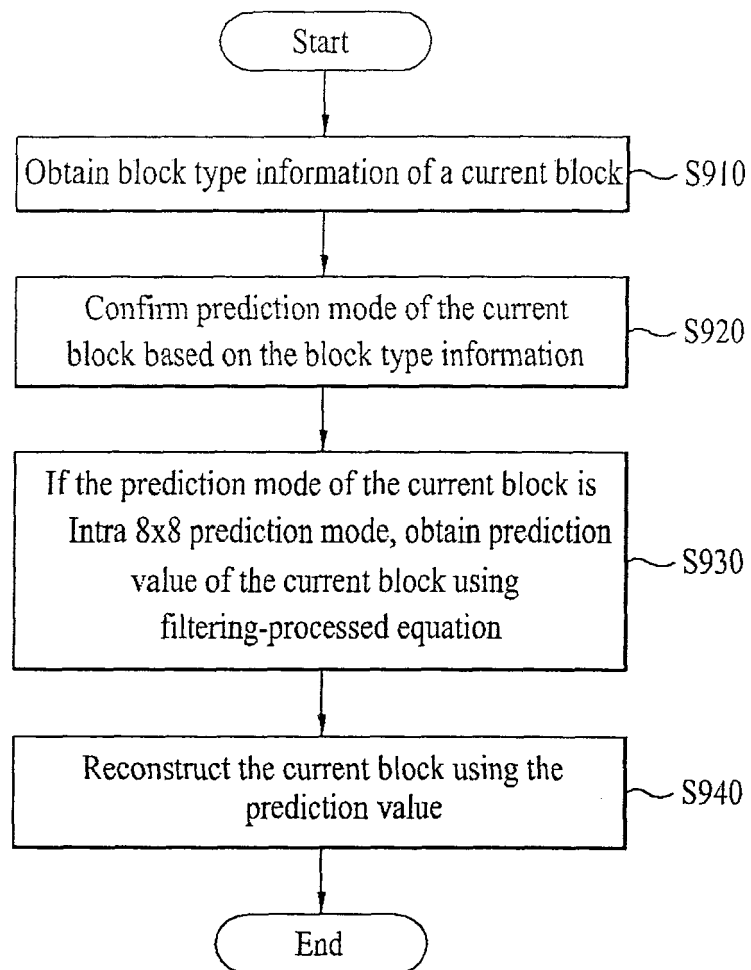 Start
Obtain block type information of a current block
S910
Confirm prediction mode of the current
block based on the block type information
S920
If the prediction mode of the current block is
Intra 8x8 prediction mode, obtain prediction
value of the current block using
filtering-processed equation
S930
Reconstruct the current block using the
prediction value
S940
End